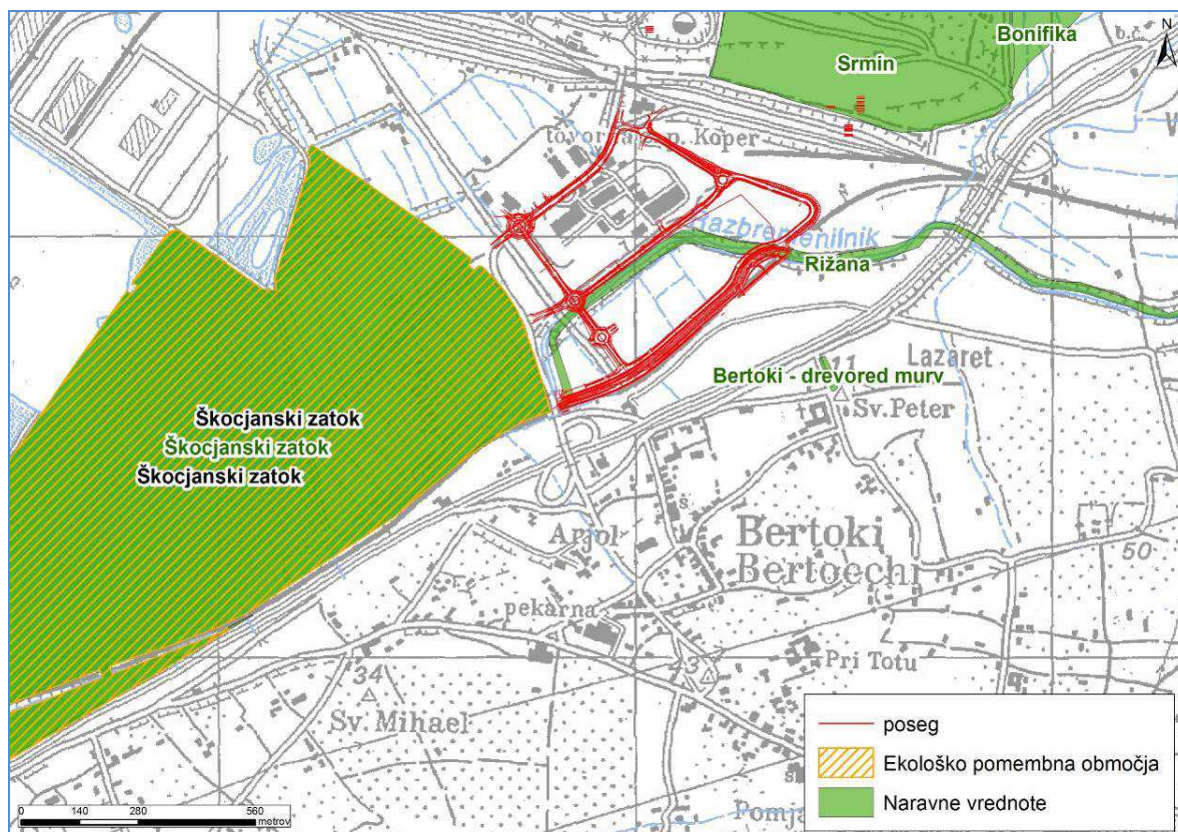 Bonifika
N
b.č.
Srmin
tovorna p. Koper
Razbremenilnik
Rižana
Lazaret
Bertoki - drevored murv
11
Sv. Peter
Škocjanski zatok
Škocjanski zatok
Škocjanski zatok
š
Arjol
Bertoki
Bertocchi
50
pekarna
Pri Totu
43
34
Sv. Mihael
poseg
Ekološko pomembna območja
Naravne vrednote
0 140 280 560
metrov
š